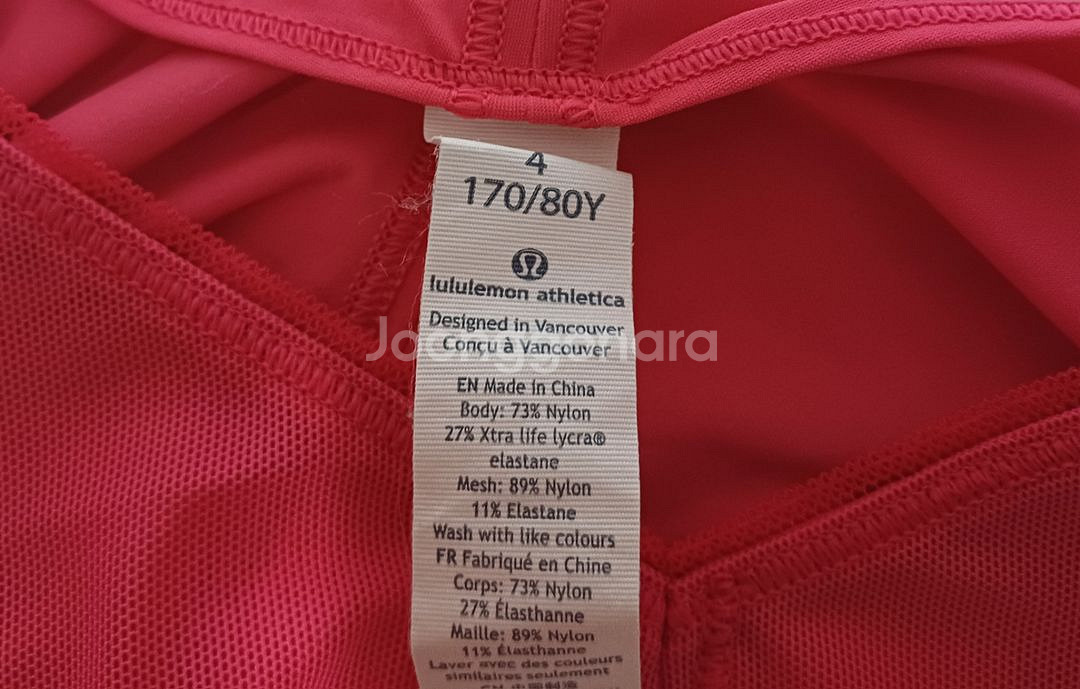 4
170/80Y
lululemon athletica
Designed in Vancouver
Conçu à Vancouver
EN Made in China
Body: 73% Nylon
27% Xtra life lycra®
elastane
Mesh: 89% Nylon
11% Elastane
Wash with like colours
FR Fabriqué en Chine
Corps: 73% Nylon
27% Élasthanne
Maille: 89% Nylon
11% Élasthanne
Laver avec des couleurs
similaires seulement